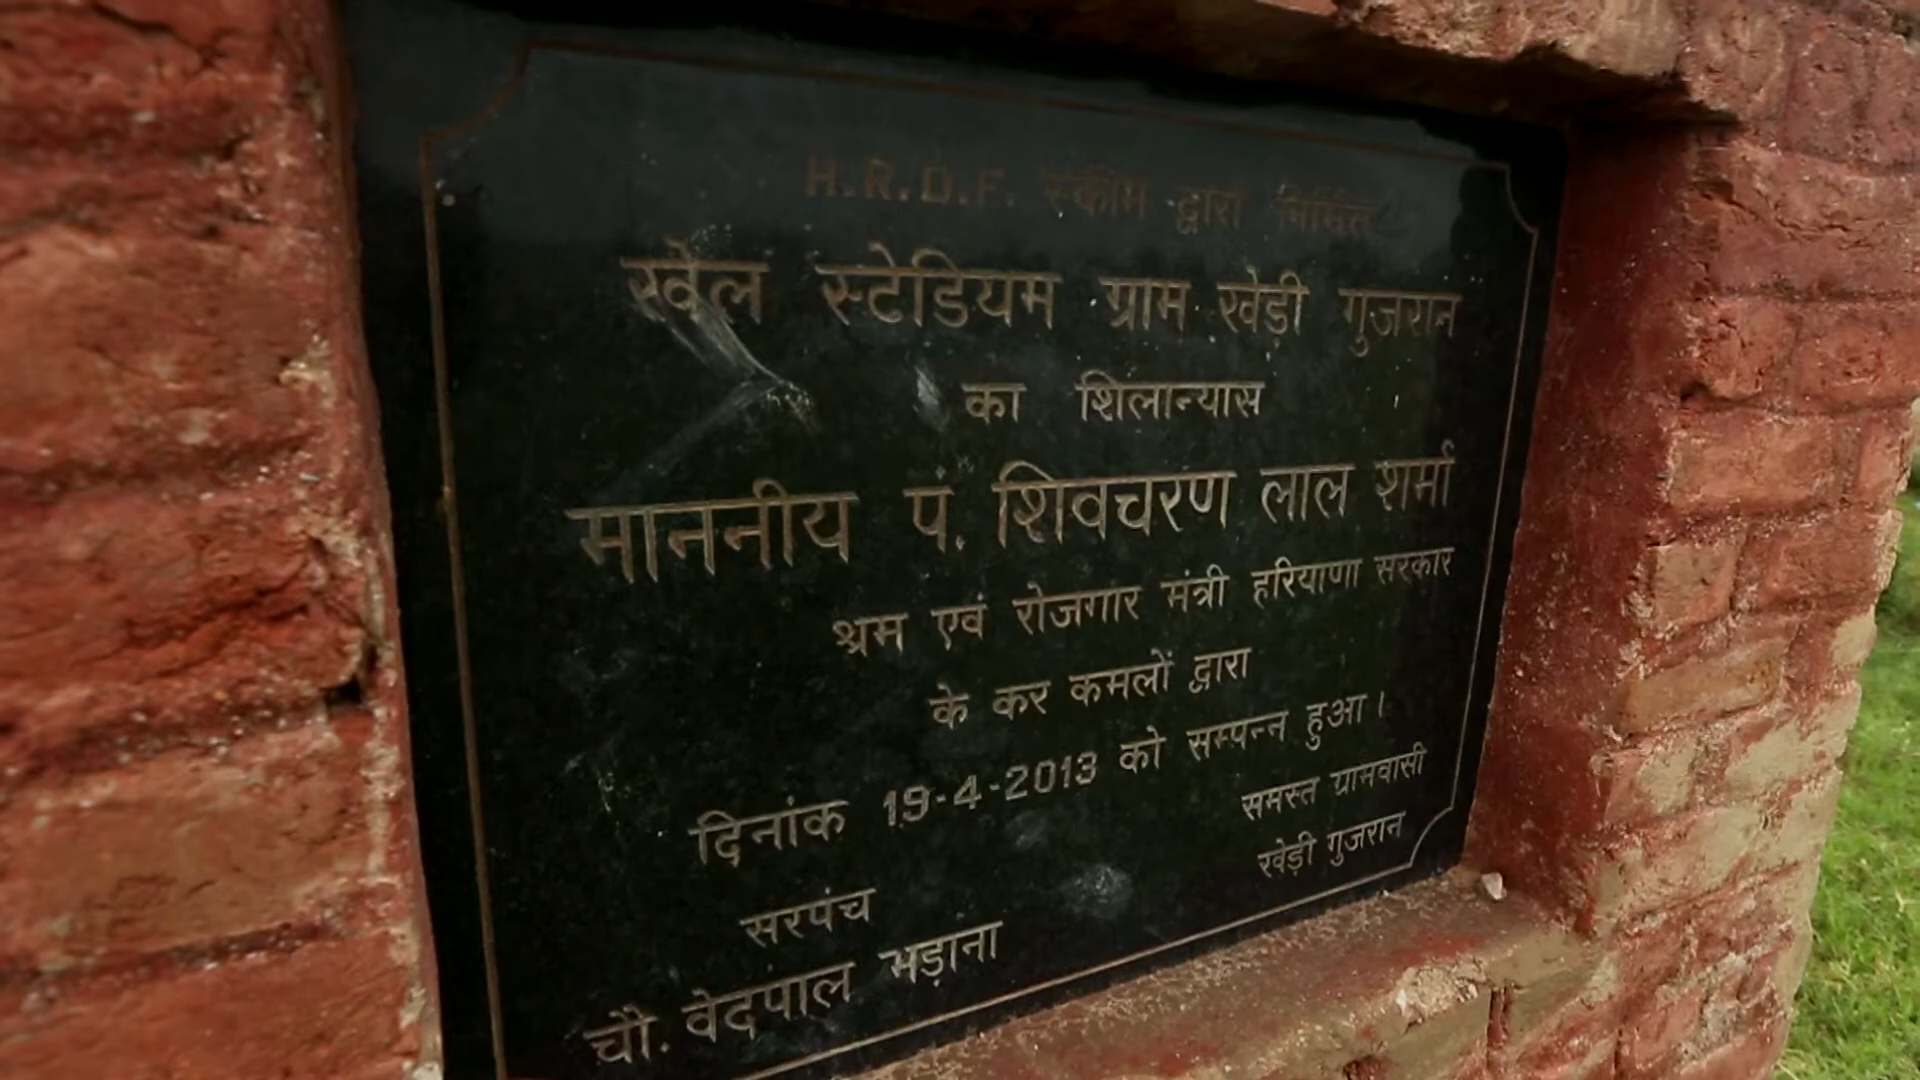 H.R.D.F. स्कीम द्वारा निर्मित
खेल स्टेडियम ग्राम खेड़ी गुजरान
का शिलान्यास
माननीय पं. शिवचरण लाल शर्मा
श्रम एवं रोजगार मंत्री हरियाणा सरकार
के कर कमलों द्वारा
दिनांक 19-4-2013 को सम्पन्न हुआ।
समस्त ग्रामवासी
खेड़ी गुजरान
सरपंच
चौ. वेदपाल भड़ाना